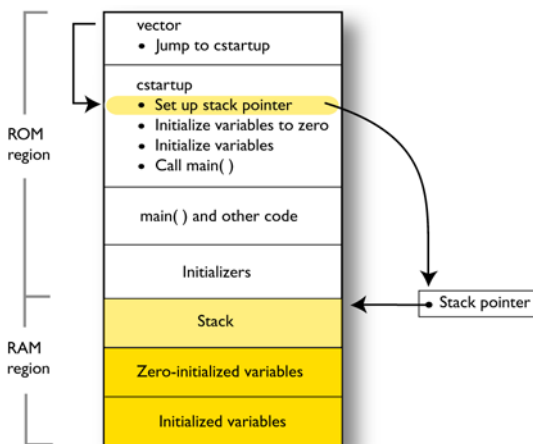 vector
• Jump to cstartup
cstartup
• Set up stack pointer
• Initialize variables to zero
• Initialize variables
• Call main( )
ROM
region
main( ) and other code
Initializers
Stack pointer
Stack
RAM
region
Zero-initialized variables
Initialized variables